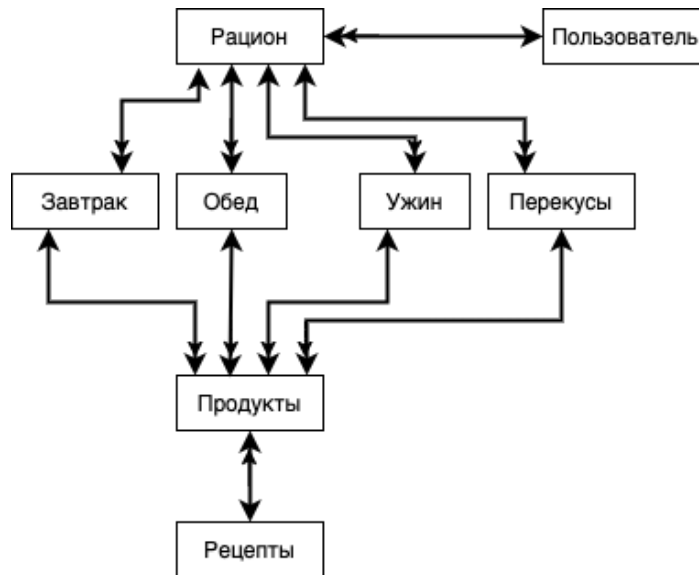 Рацион
Пользователь
Завтрак
Обед
Ужин
Перекусы
Продукты
Рецепты